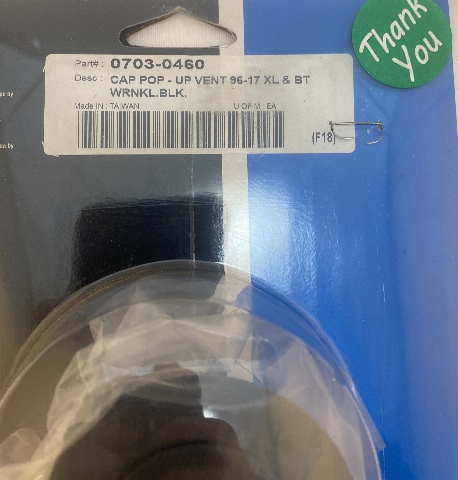 Thank
You
Part# : 0703-0460
Desc : CAP POP - UP VENT 96-17 XL & BT
WRNKL.BLK.
Made IN : TAIWAN U OF M : EA
(F18)